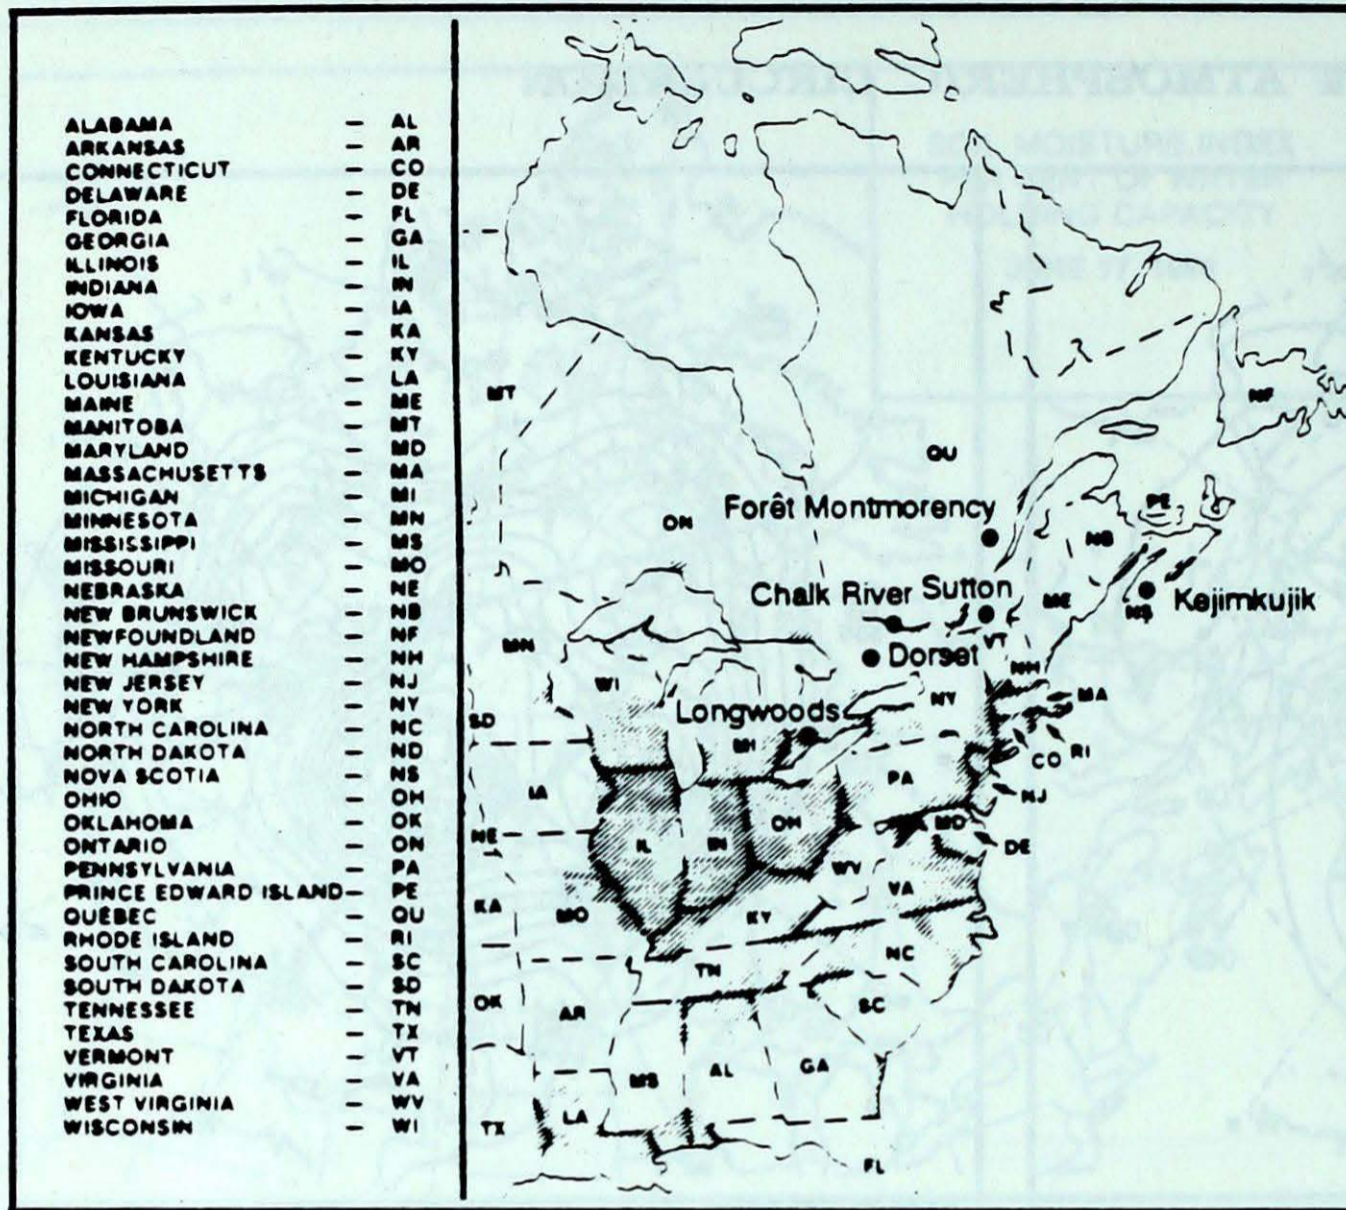 ALABAMA – AL
ARKANSAS – AR
CONNECTICUT – CO
DELAWARE – DE
FLORIDA – FL
GEORGIA – GA
ILLINOIS – IL
INDIANA – IN
IOWA – IA
KANSAS – KA
KENTUCKY – KY
LOUISIANA – LA
MAINE – ME
MANITOBA – MT
MARYLAND – MD
MASSACHUSETTS – MA
MICHIGAN – MI
MINNESOTA – MN
MISSISSIPPI – MS
MISSOURI – MO
NEBRASKA – NE
NEW BRUNSWICK – NB
NEWFOUNDLAND – NF
NEW HAMPSHIRE – NH
NEW JERSEY – NJ
NEW YORK – NY
NORTH CAROLINA – NC
NORTH DAKOTA – ND
NOVA SCOTIA – NS
OHIO – OH
OKLAHOMA – OK
ONTARIO – ON
PENNSYLVANIA – PA
PRINCE EDWARD ISLAND – PE
QUÉBEC – QU
RHODE ISLAND – RI
SOUTH CAROLINA – SC
SOUTH DAKOTA – SD
TENNESSEE – TN
TEXAS – TX
VERMONT – VT
VIRGINIA – VA
WEST VIRGINIA – WV
WISCONSIN – WI
MT
NF
QU
Forêt Montmorency
PE
ON
NB
Chalk River
Sutton
ME
NS
Kejimkujik
MN
VT
Dorset
NH
WI
NY
MA
SD
Longwoods
MI
CO
RI
IA
PA
NJ
NE
IL
IN
OH
MD
DE
WV
VA
KA
MO
KY
NC
TN
OK
AR
SC
MS
AL
GA
TX
LA
FL